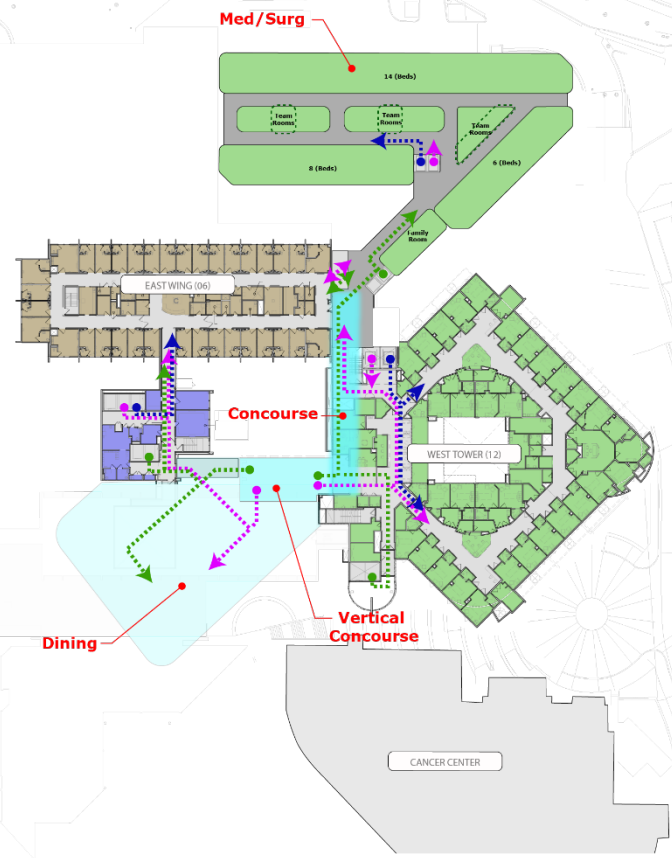 Med/Surg
14 (Beds)
Team
Rooms
Team
Rooms
Team
Rooms
8 (Beds)
6 (Beds)
Family
Room
EAST WING (06)
Concourse
WEST TOWER (12)
Vertical
Concourse
Dining
CANCER CENTER